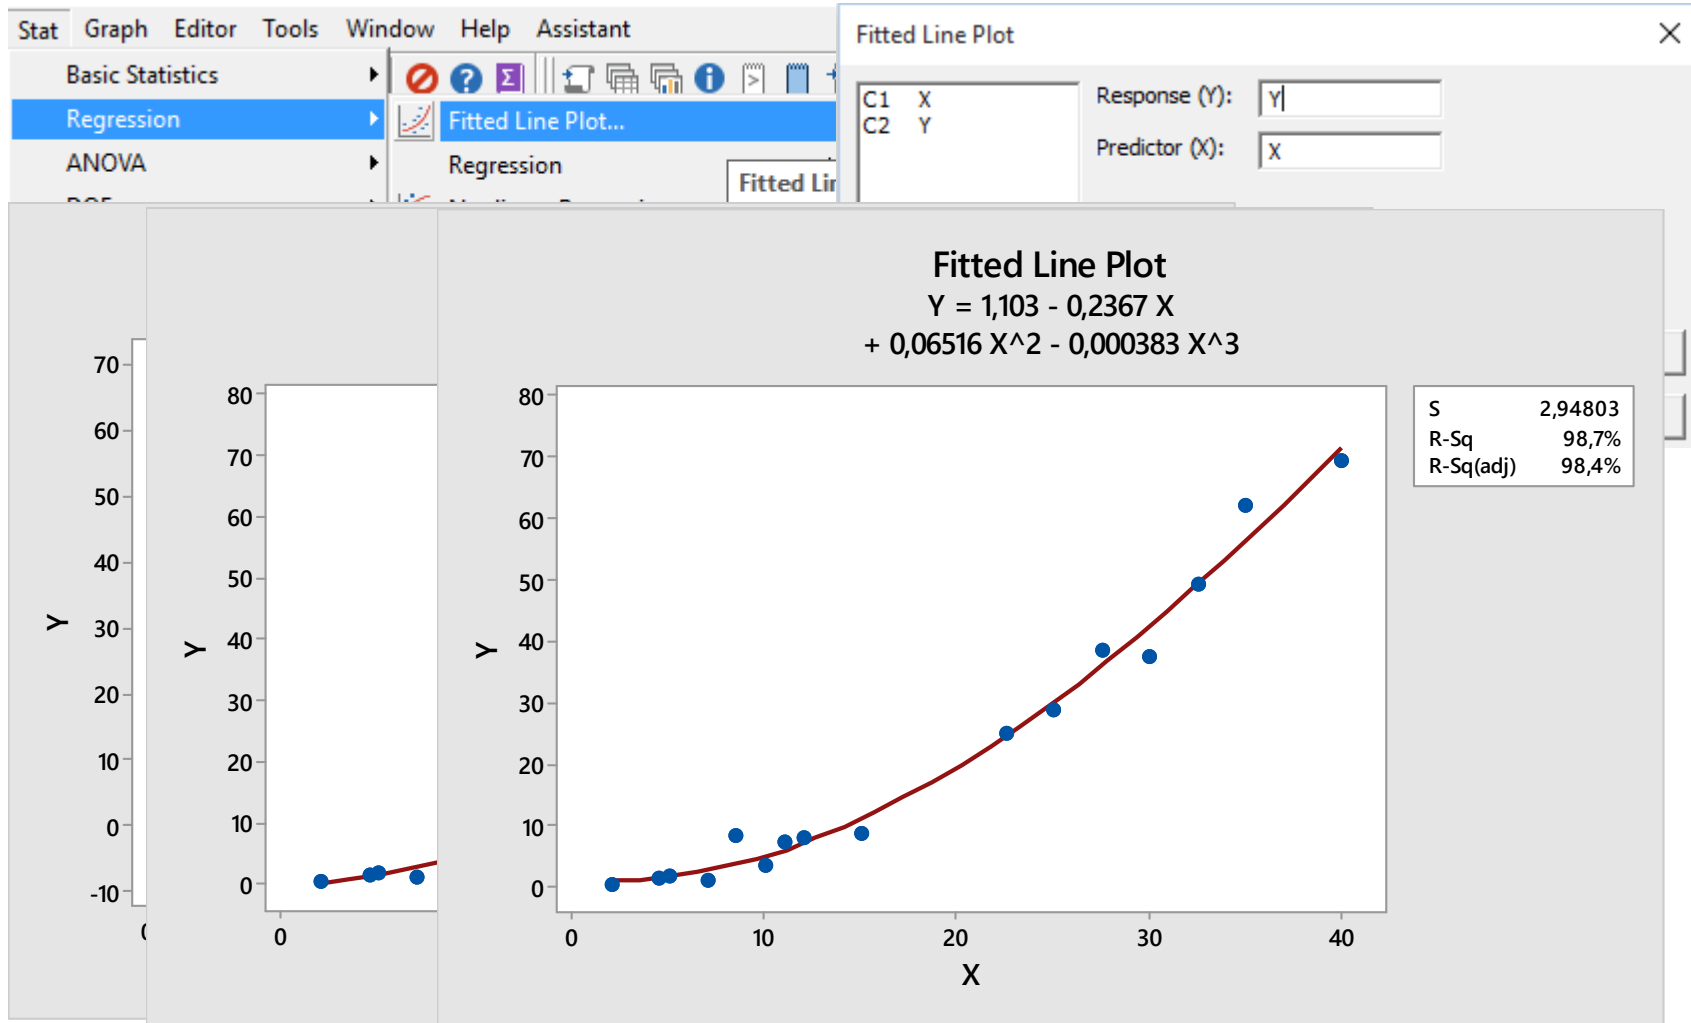 Stat Graph Editor Tools Window Help Assistant
Basic Statistics
Regression
ANOVA
Fitted Line Plot...
Regression
Fitted Line Plot
C1 X
C2 Y
Response (Y): Y
Predictor (X): X
70
60
50
40
30
20
10
0
-10
Y
80
70
60
50
40
30
20
10
0
Y
0
Fitted Line Plot
Y = 1,103 - 0,2367 X
+ 0,06516 X^2 - 0,000383 X^3
80
70
60
50
40
30
20
10
0
Y
0 10 20 30 40
X
S 2,94803
R-Sq 98,7%
R-Sq(adj) 98,4%